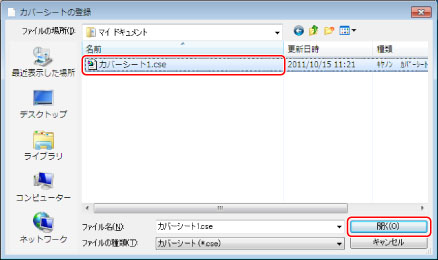 カバーシートの登録
ファイルの場所(I):
マイ ドキュメント
名前
更新日時
種類
カバーシート1.cse
2011/10/15 11:21
キヤノン カバーシート
最近表示した場所
デスクトップ
ライブラリ
コンピューター
ネットワーク
ファイル名(N):
カバーシート1.cse
開く(O)
ファイルの種類(T):
カバーシート(*.cse)
キャンセル